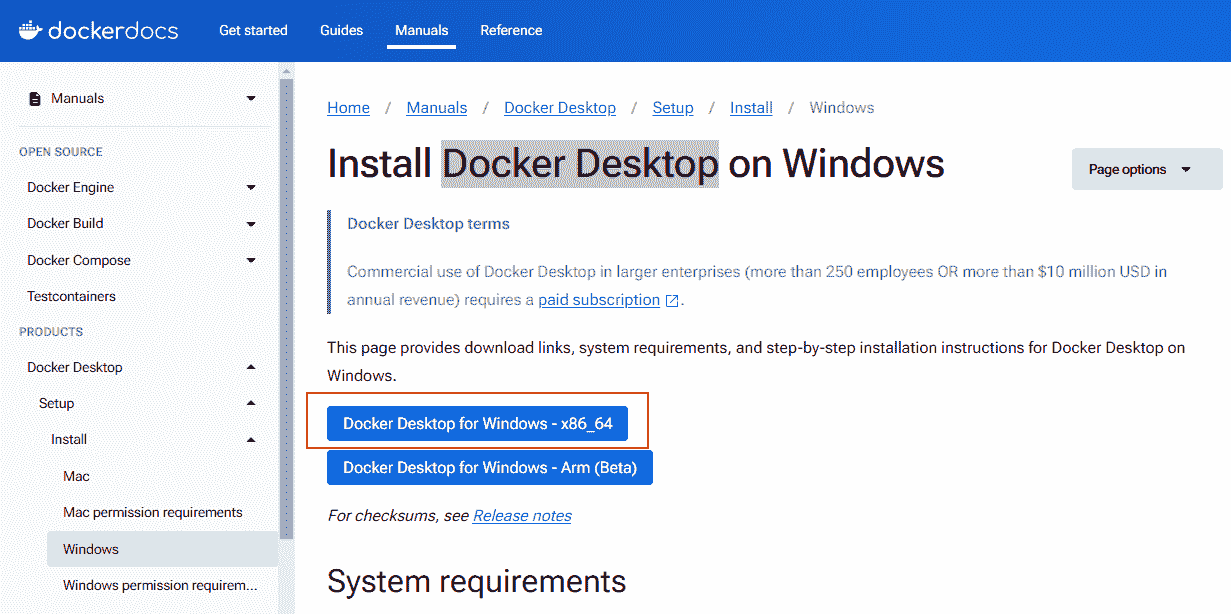 dockerdocs
Get started Guides Manuals Reference
Manuals
OPEN SOURCE
Docker Engine
Docker Build
Docker Compose
Testcontainers
PRODUCTS
Docker Desktop
Setup
Install
Mac
Mac permission requirements
Windows
Windows permission requirem...
Home / Manuals / Docker Desktop / Setup / Install / Windows
Install Docker Desktop on Windows
Page options
Docker Desktop terms
Commercial use of Docker Desktop in larger enterprises (more than 250 employees OR more than $10 million USD in
annual revenue) requires a paid subscription.
This page provides download links, system requirements, and step-by-step installation instructions for Docker Desktop on
Windows.
Docker Desktop for Windows - x86_64
Docker Desktop for Windows - Arm (Beta)
For checksums, see Release notes
System requirements